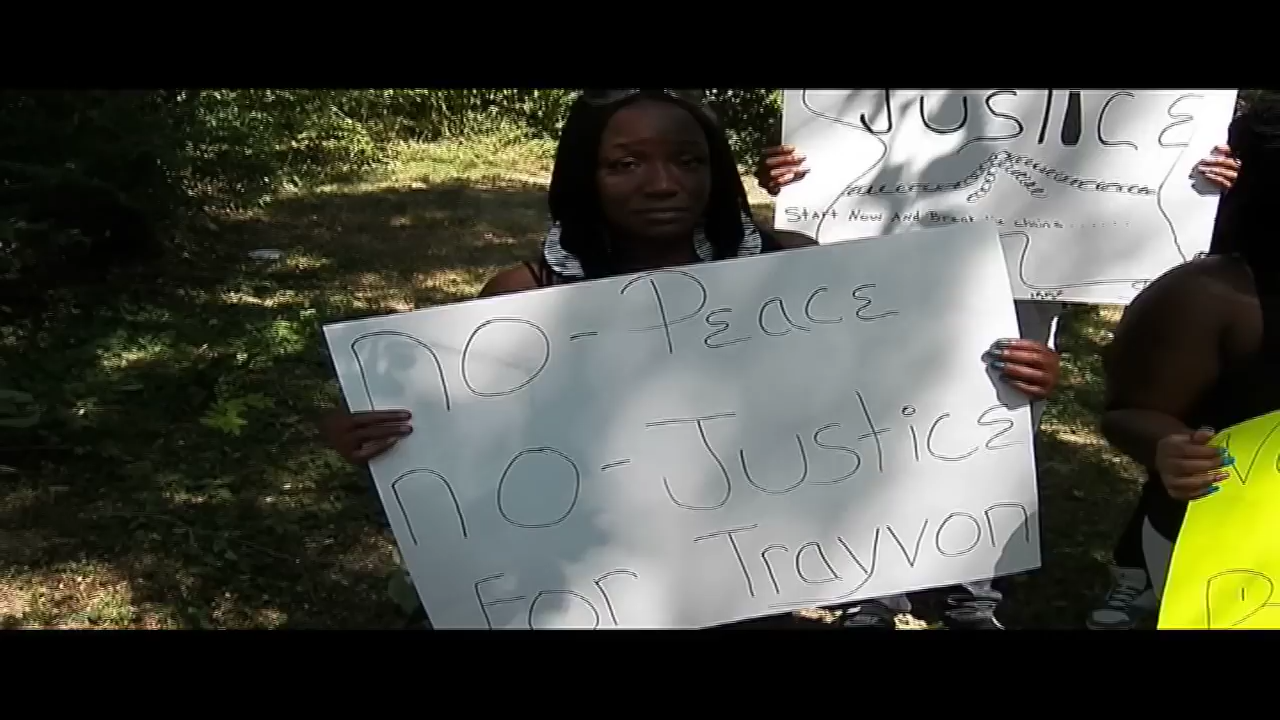 JUSTICE
Start Now And Break the chains......
NO-PEACE
NO-JUSTICE
FOr Trayvon